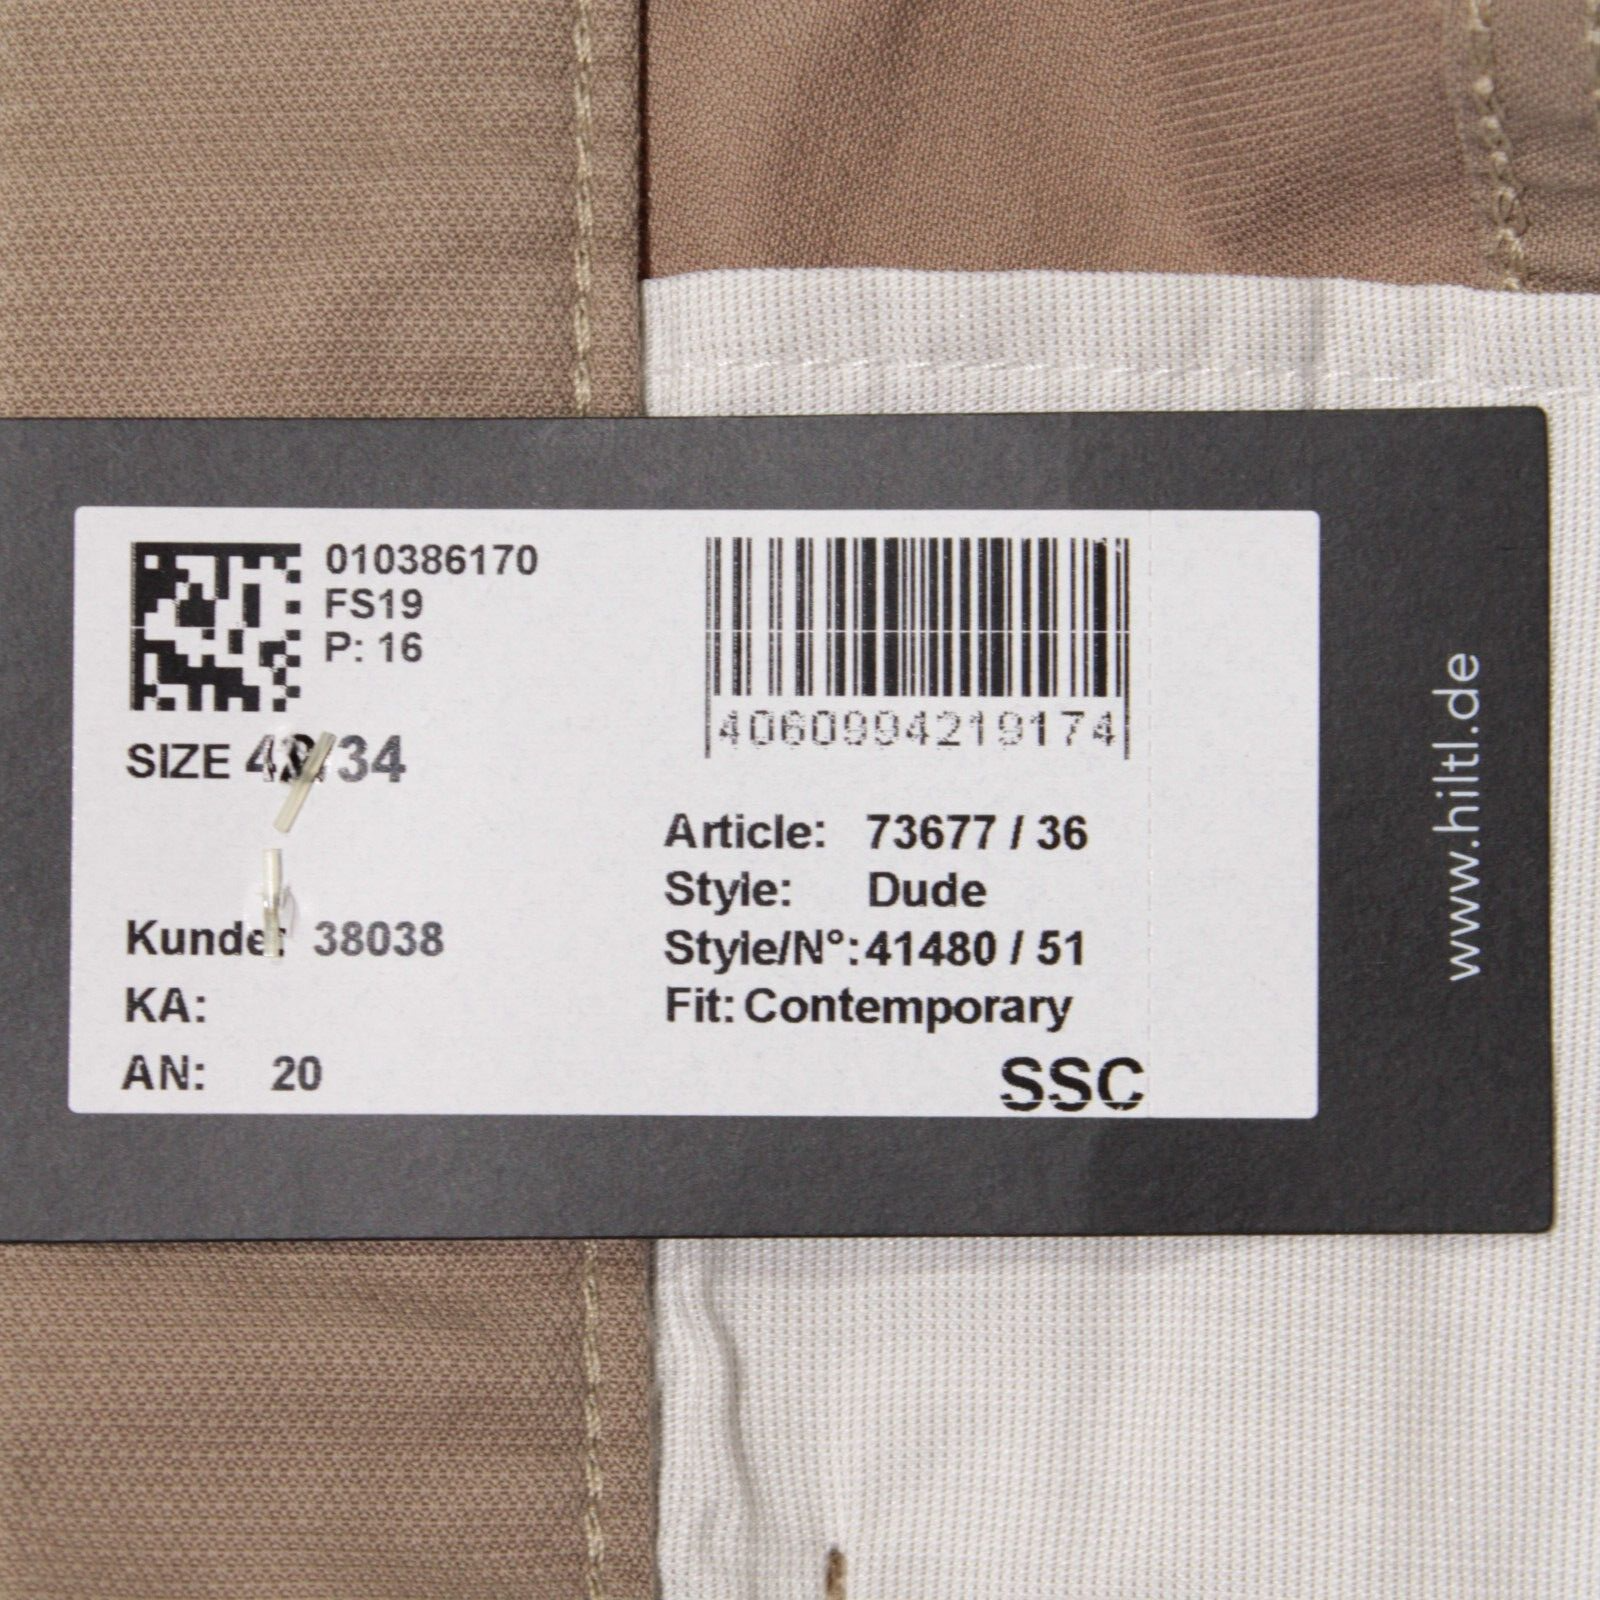 010386170
FS19
P: 16
SIZE /34
4060994219174
Article: 73677 / 36
Style: Dude
Style/N°: 41480 / 51
Fit: Contemporary
SSC
Kunde: 38038
KA:
AN: 20
www.hiltl.de